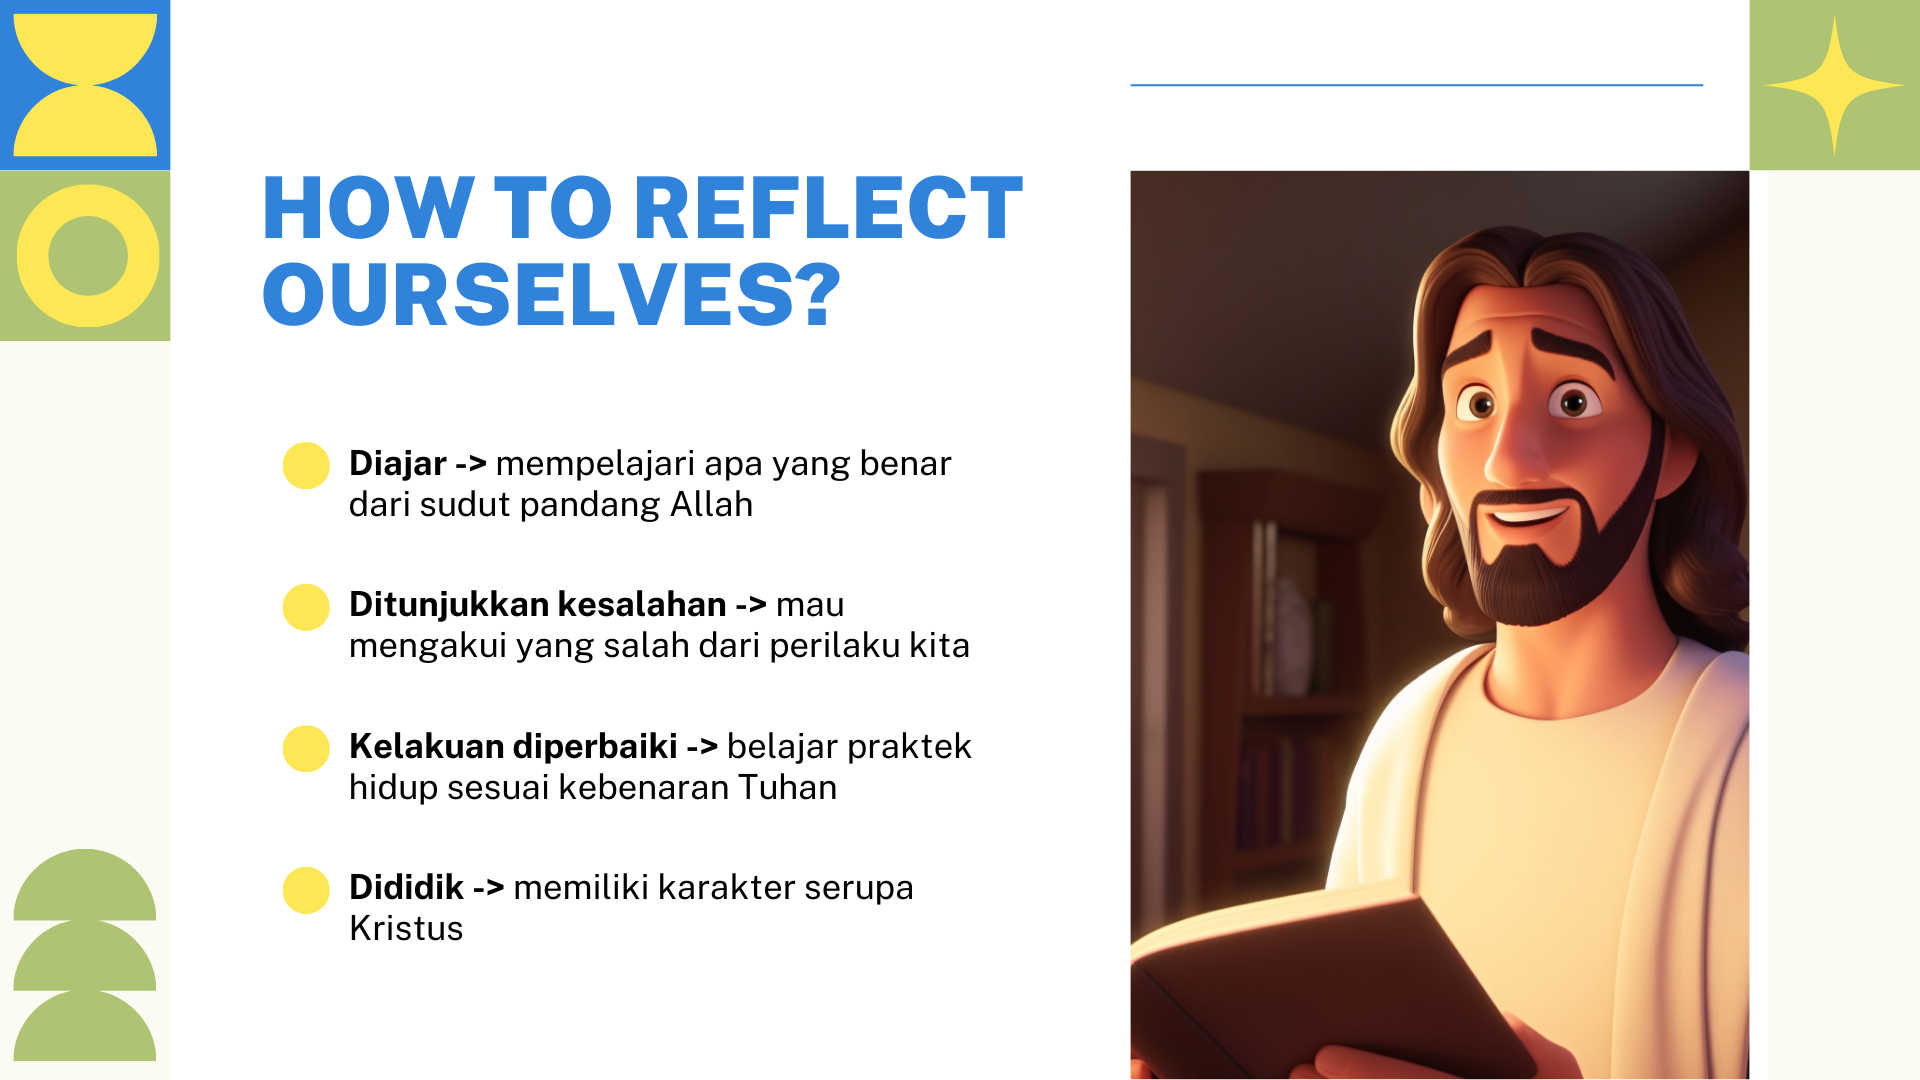 HOW TO REFLECT
OURSELVES?
Diajar -> mempelajari apa yang benar
dari sudut pandang Allah
Ditunjukkan kesalahan -> mau
mengakui yang salah dari perilaku kita
Kelakuan diperbaiki -> belajar praktek
hidup sesuai kebenaran Tuhan
Dididik -> memiliki karakter serupa
Kristus